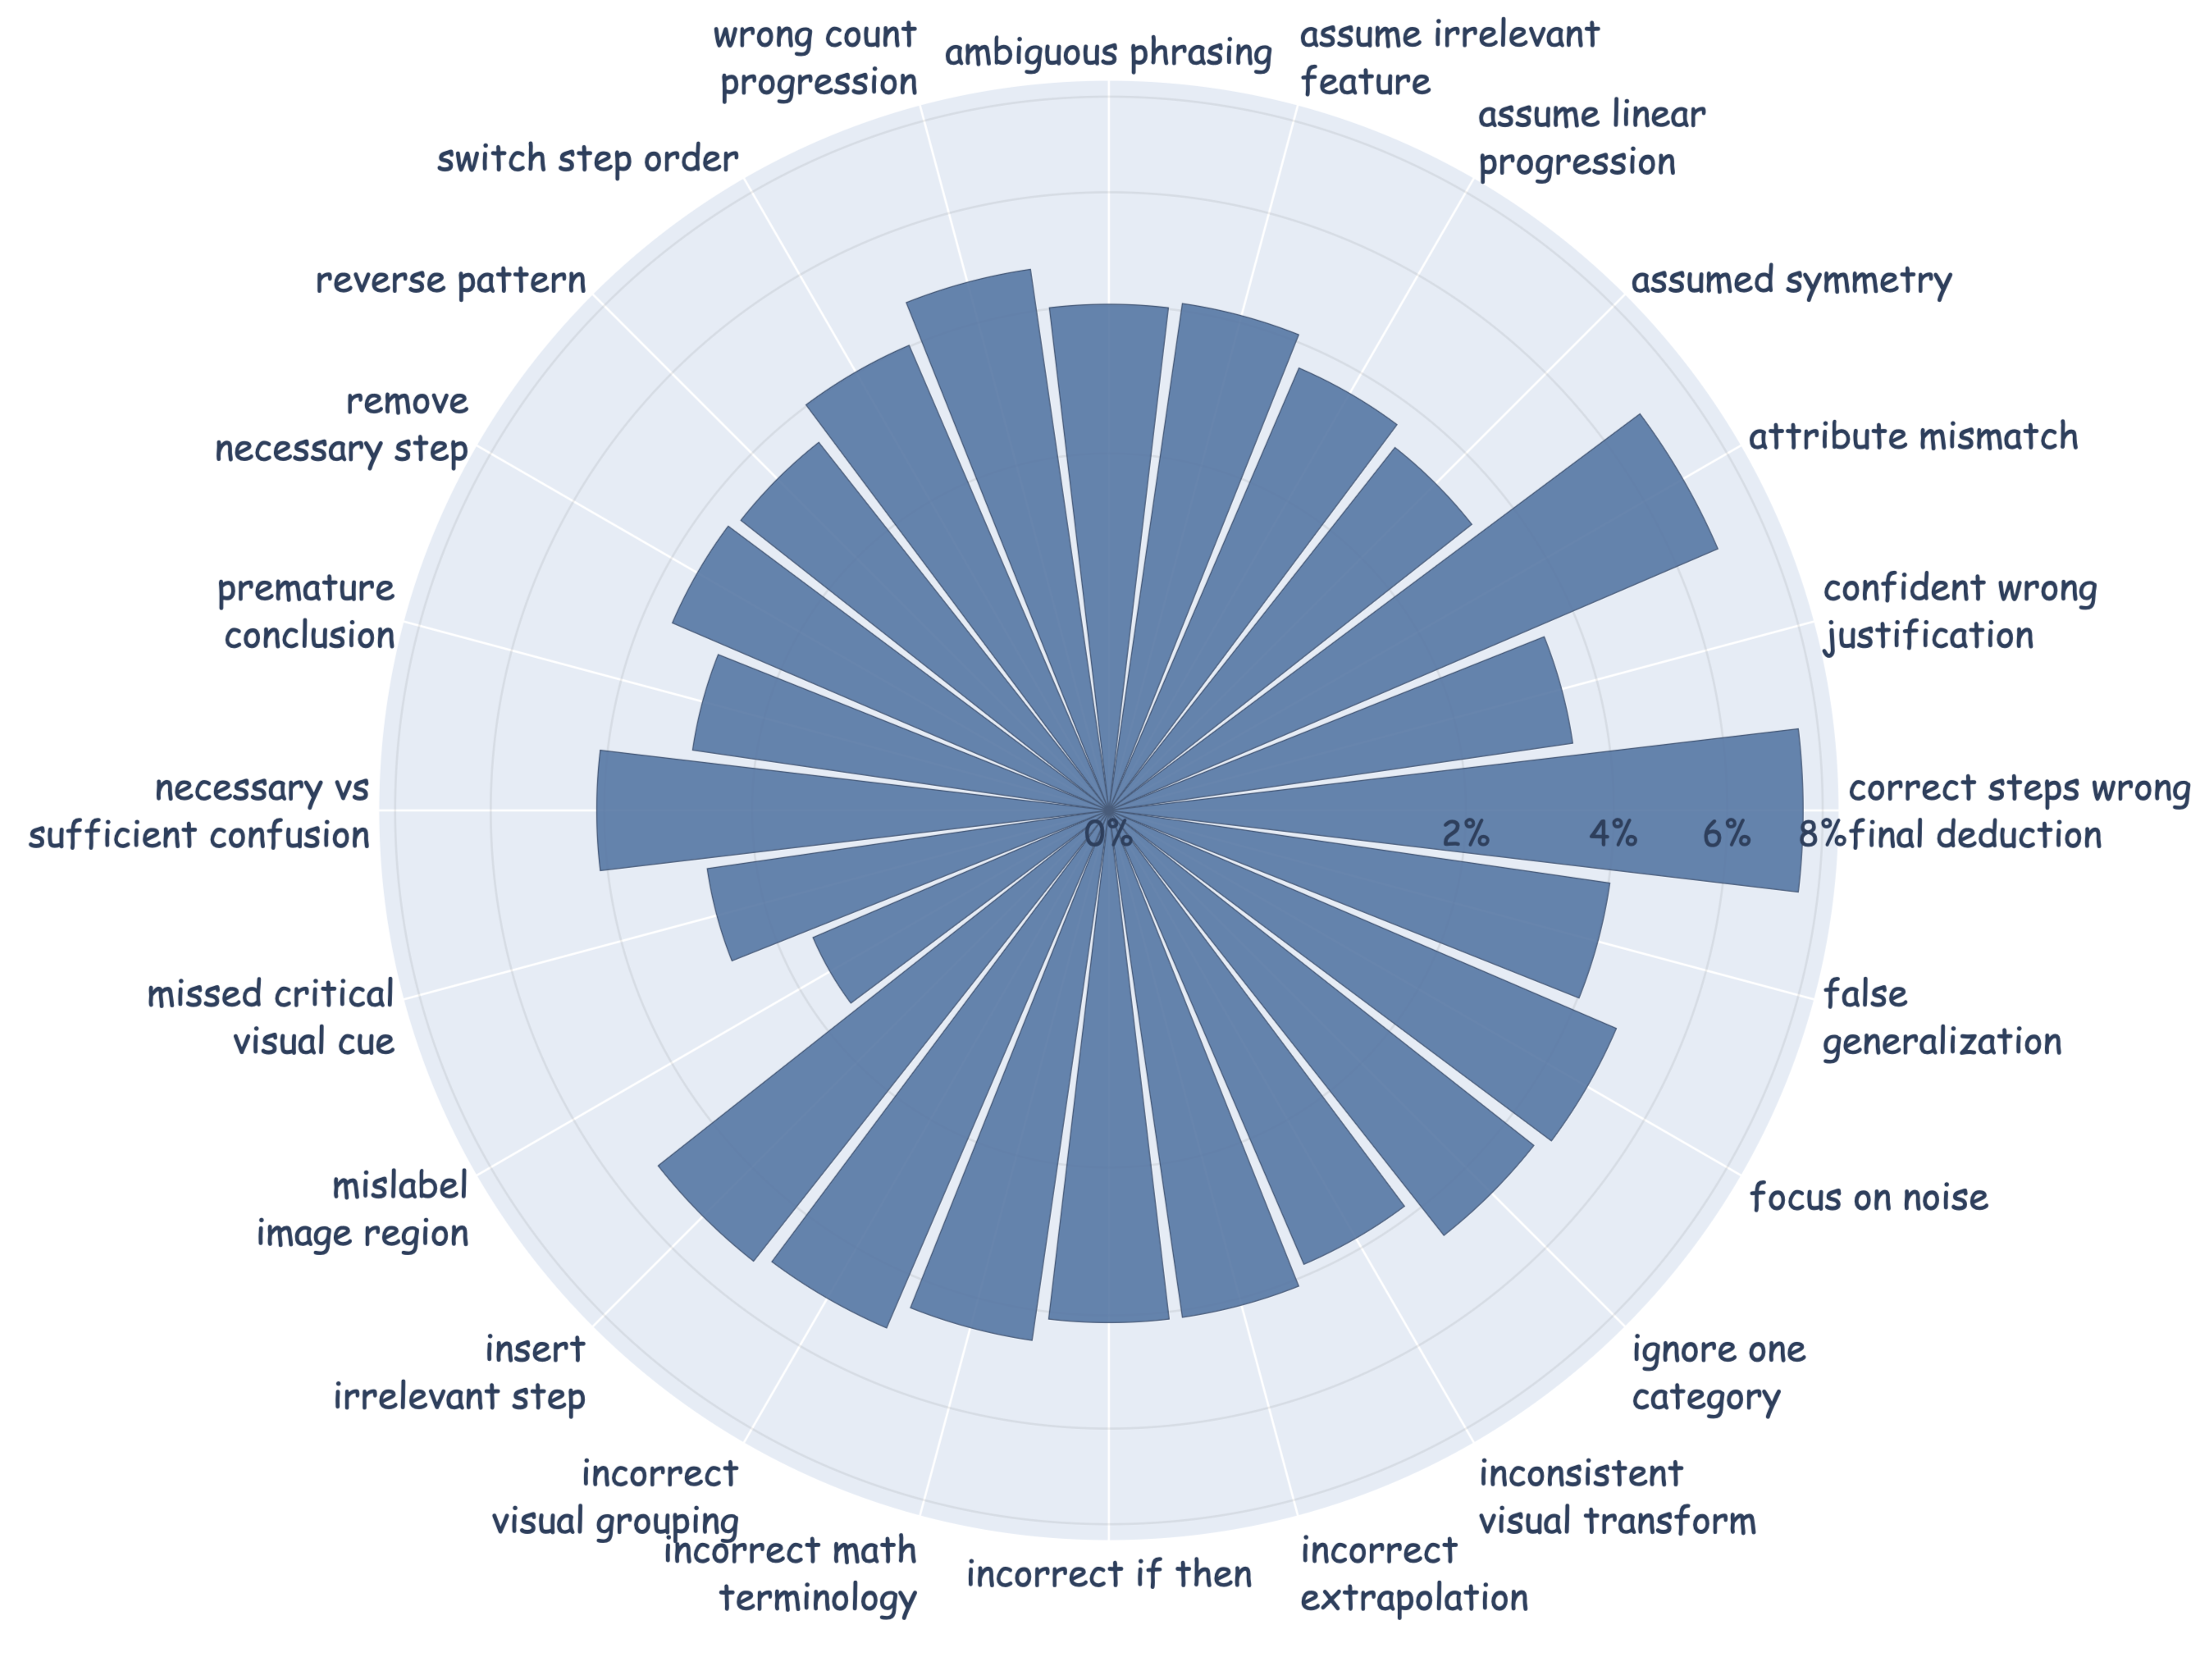 wrong count
progression
ambiguous phrasing
assume irrelevant
feature
assume linear
progression
switch step order
reverse pattern
assumed symmetry
remove
necessary step
attribute mismatch
premature
conclusion
confident wrong
justification
necessary vs
sufficient confusion
0%
2%
4%
6%
8%
correct steps wrong
final deduction
missed critical
visual cue
false
generalization
mislabel
image region
focus on noise
insert
irrelevant step
ignore one
category
incorrect
visual grouping
inconsistent
visual transform
incorrect math
terminology
incorrect if then
incorrect
extrapolation